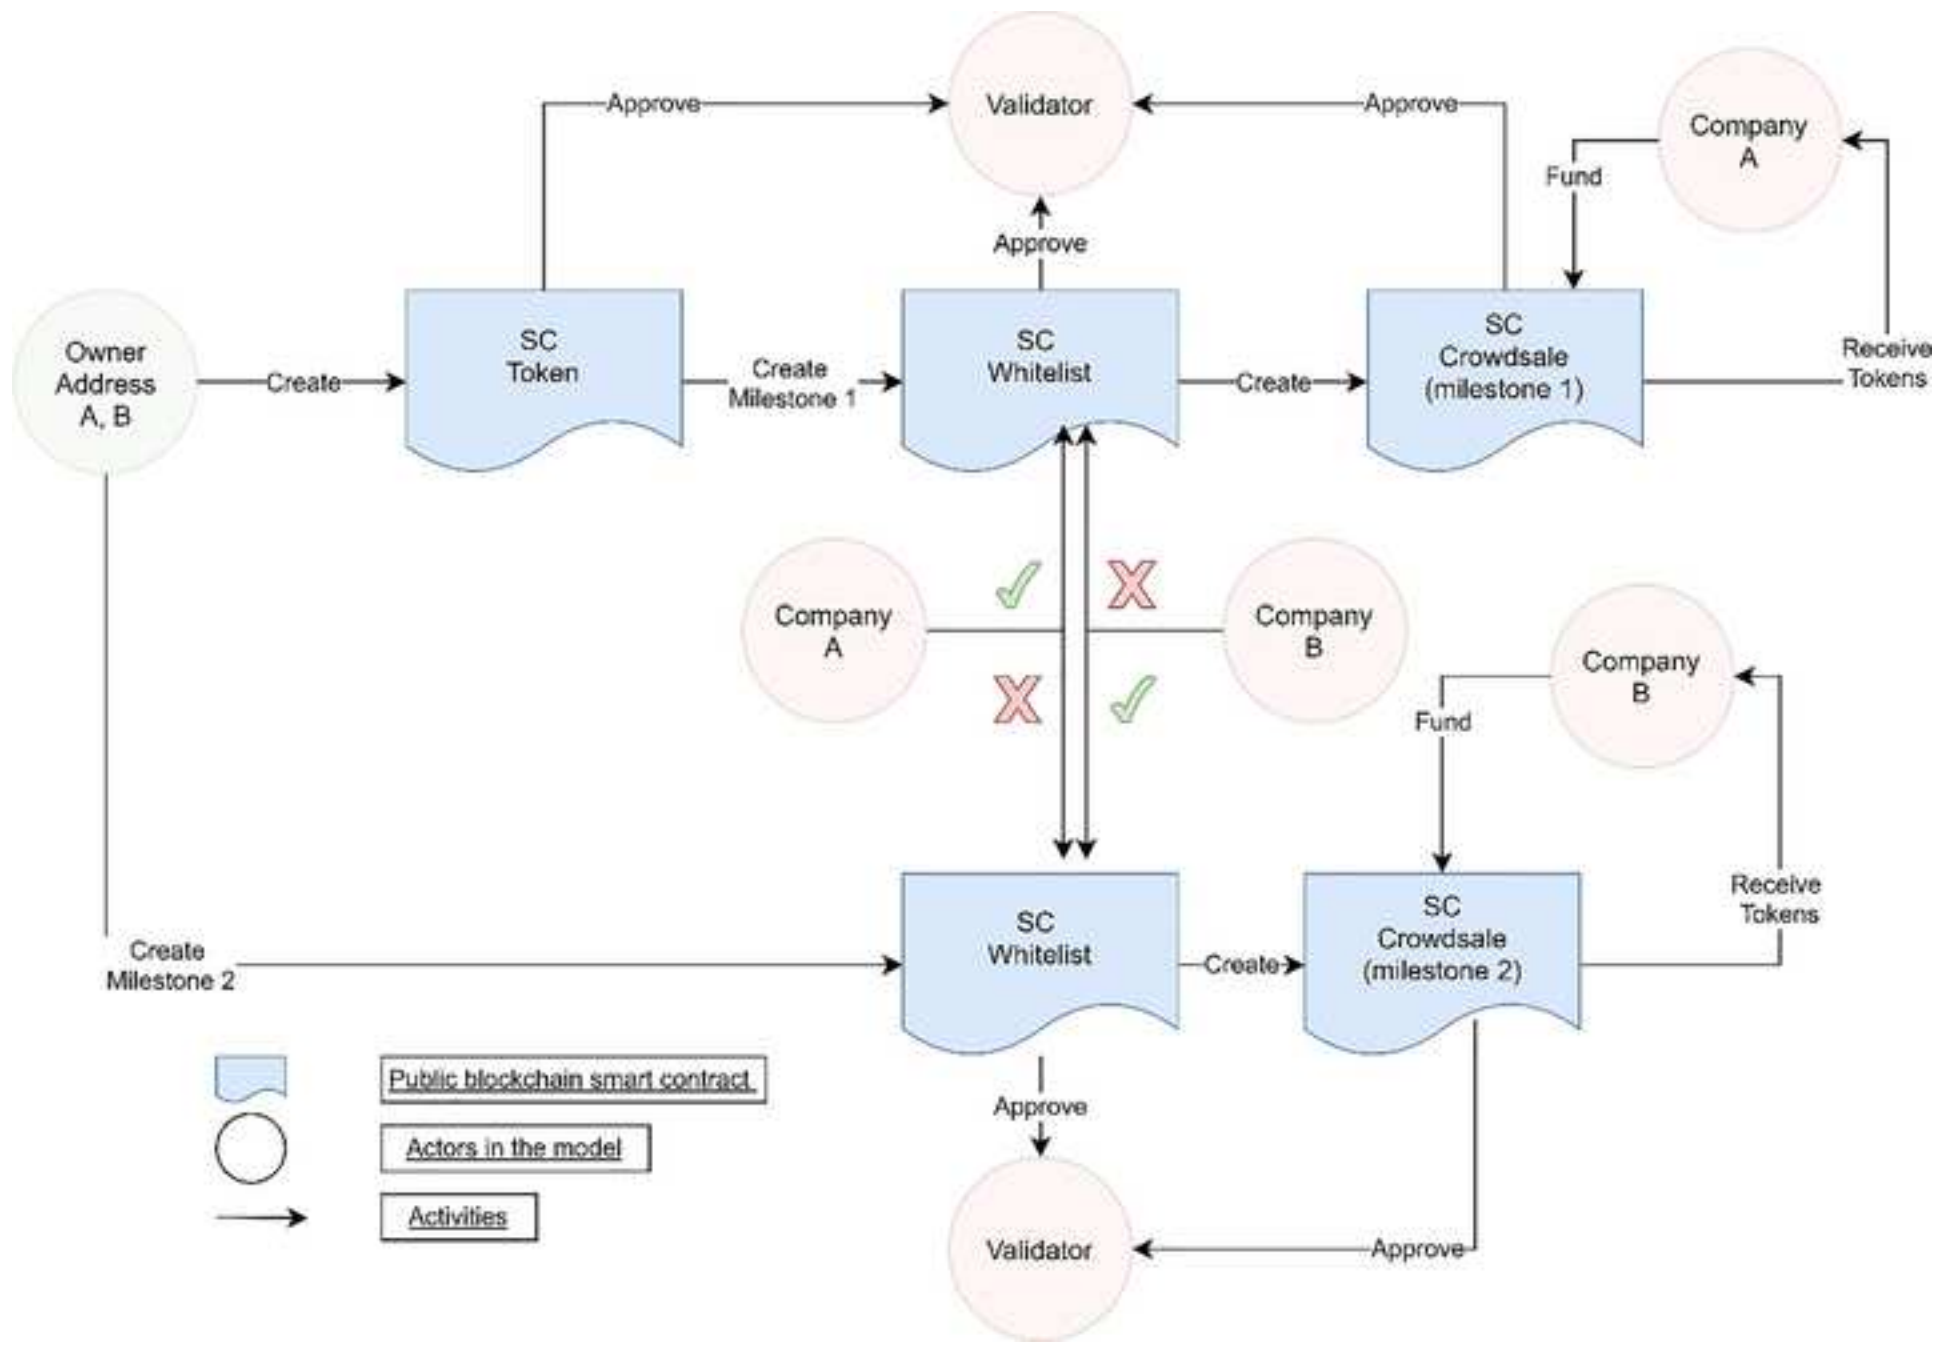 Approve
Validator
Approve
Company
A
Fund
Approve
Owner
Address
A, B
Create
SC
Token
Create
Milestone 1
SC
Whitelist
Create
SC
Crowdsale
(milestone 1)
Receive
Tokens
Company
A
Company
B
Company
B
Fund
Receive
Tokens
Create
Milestone 2
SC
Whitelist
Create
SC
Crowdsale
(milestone 2)
Public blockchain smart contract
Approve
Actors in the model
Activities
Validator
Approve